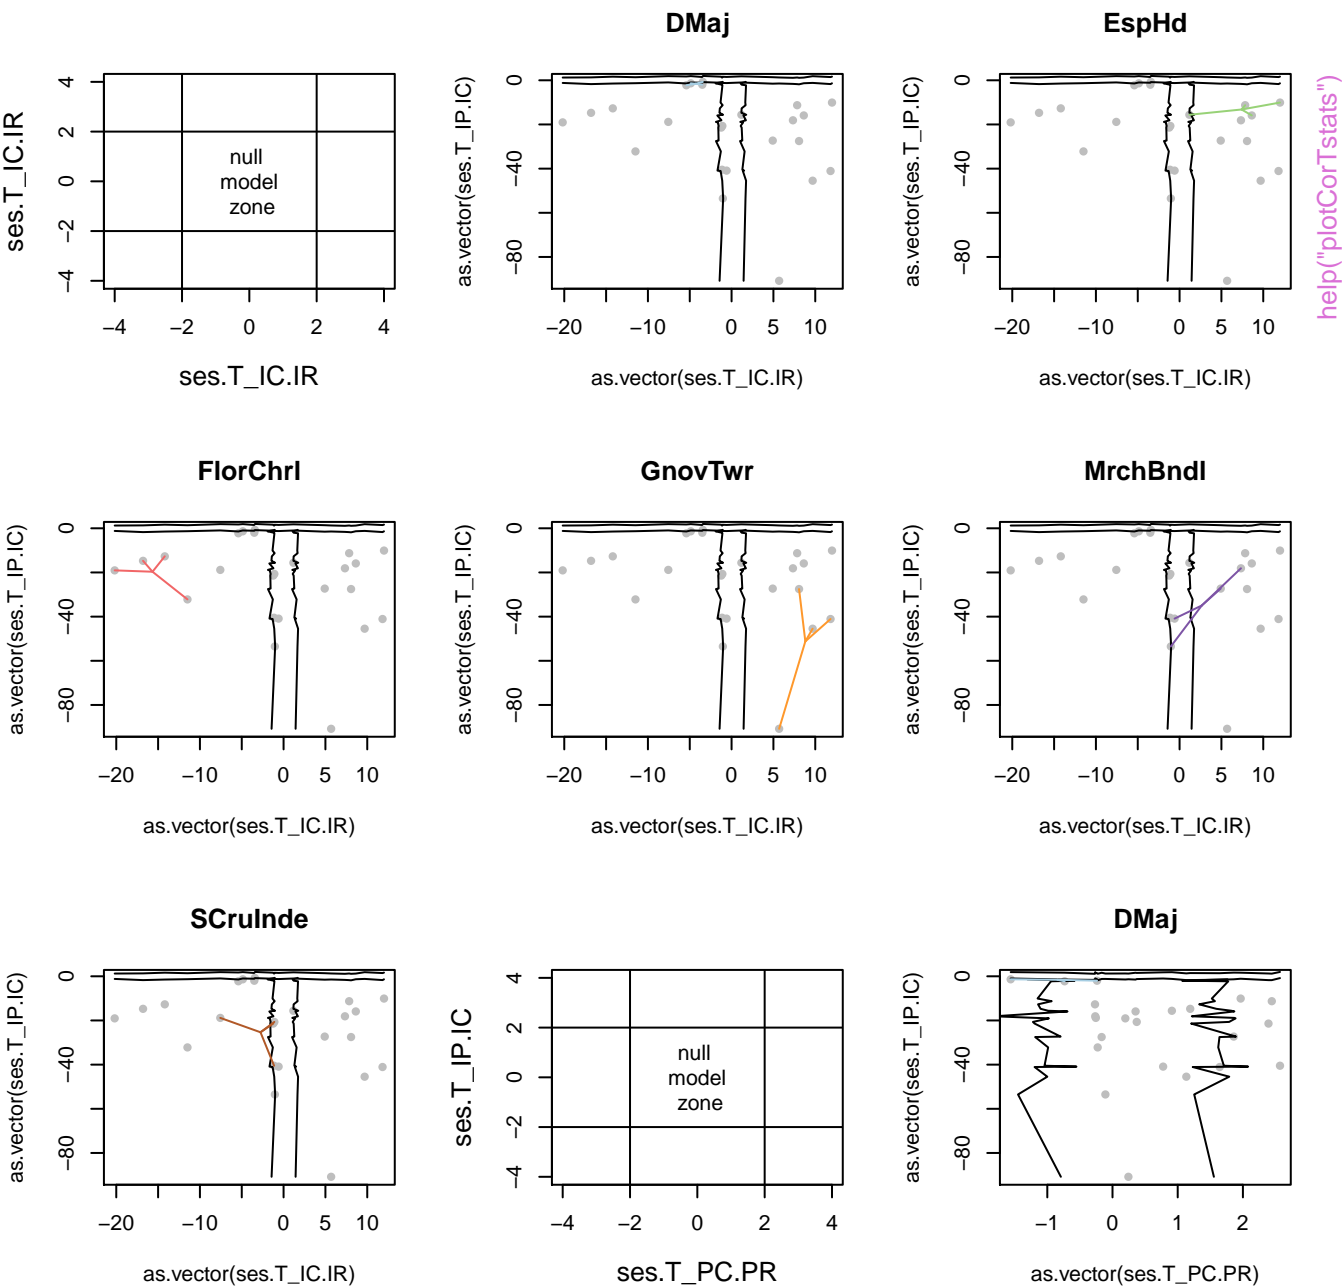 DMaj
EspHd
ses.T_IC.IR
4
2
0
−2
−4
null
model
zone
−4 −2 0 2 4
ses.T_IC.IR
as.vector(ses.T_IP.IC)
0
−40
−80
−20 −10 0 5 10
as.vector(ses.T_IC.IR)
as.vector(ses.T_IP.IC)
0
−40
−80
−20 −10 0 5 10
as.vector(ses.T_IC.IR)
help("plotCorTstats")
FlorChrI
GnovTwr
MrchBndI
as.vector(ses.T_IP.IC)
0
−40
−80
−20 −10 0 5 10
as.vector(ses.T_IC.IR)
as.vector(ses.T_IP.IC)
0
−40
−80
−20 −10 0 5 10
as.vector(ses.T_IC.IR)
as.vector(ses.T_IP.IC)
0
−40
−80
−20 −10 0 5 10
as.vector(ses.T_IC.IR)
SCruInde
DMaj
as.vector(ses.T_IP.IC)
0
−40
−80
−20 −10 0 5 10
as.vector(ses.T_IC.IR)
ses.T_IP.IC
4
2
0
−2
−4
null
model
zone
−4 −2 0 2 4
ses.T_PC.PR
as.vector(ses.T_IP.IC)
0
−40
−80
−1 0 1 2
as.vector(ses.T_PC.PR)